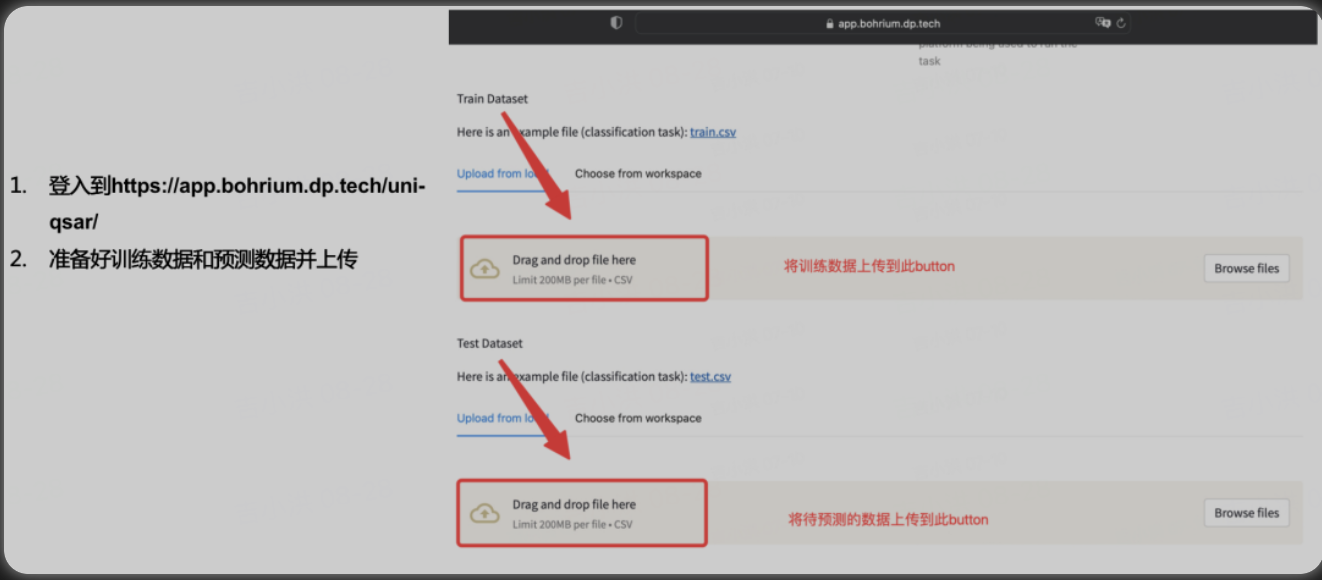 app.bohrium.dp.tech
platform being used to run the
task
Train Dataset
Here is an example file (classification task): train.csv
Upload from lo
Choose from workspace
1. 登入到https://app.bohrium.dp.tech/uni-
qsar/
2. 准备好训练数据和预测数据并上传
Drag and drop file here
Limit 200MB per file • CSV
将训练数据上传到此button
Browse files
Test Dataset
Here is an example file (classification task): test.csv
Upload from lo
Choose from workspace
Drag and drop file here
Limit 200MB per file • CSV
将待预测的数据上传到此button
Browse files